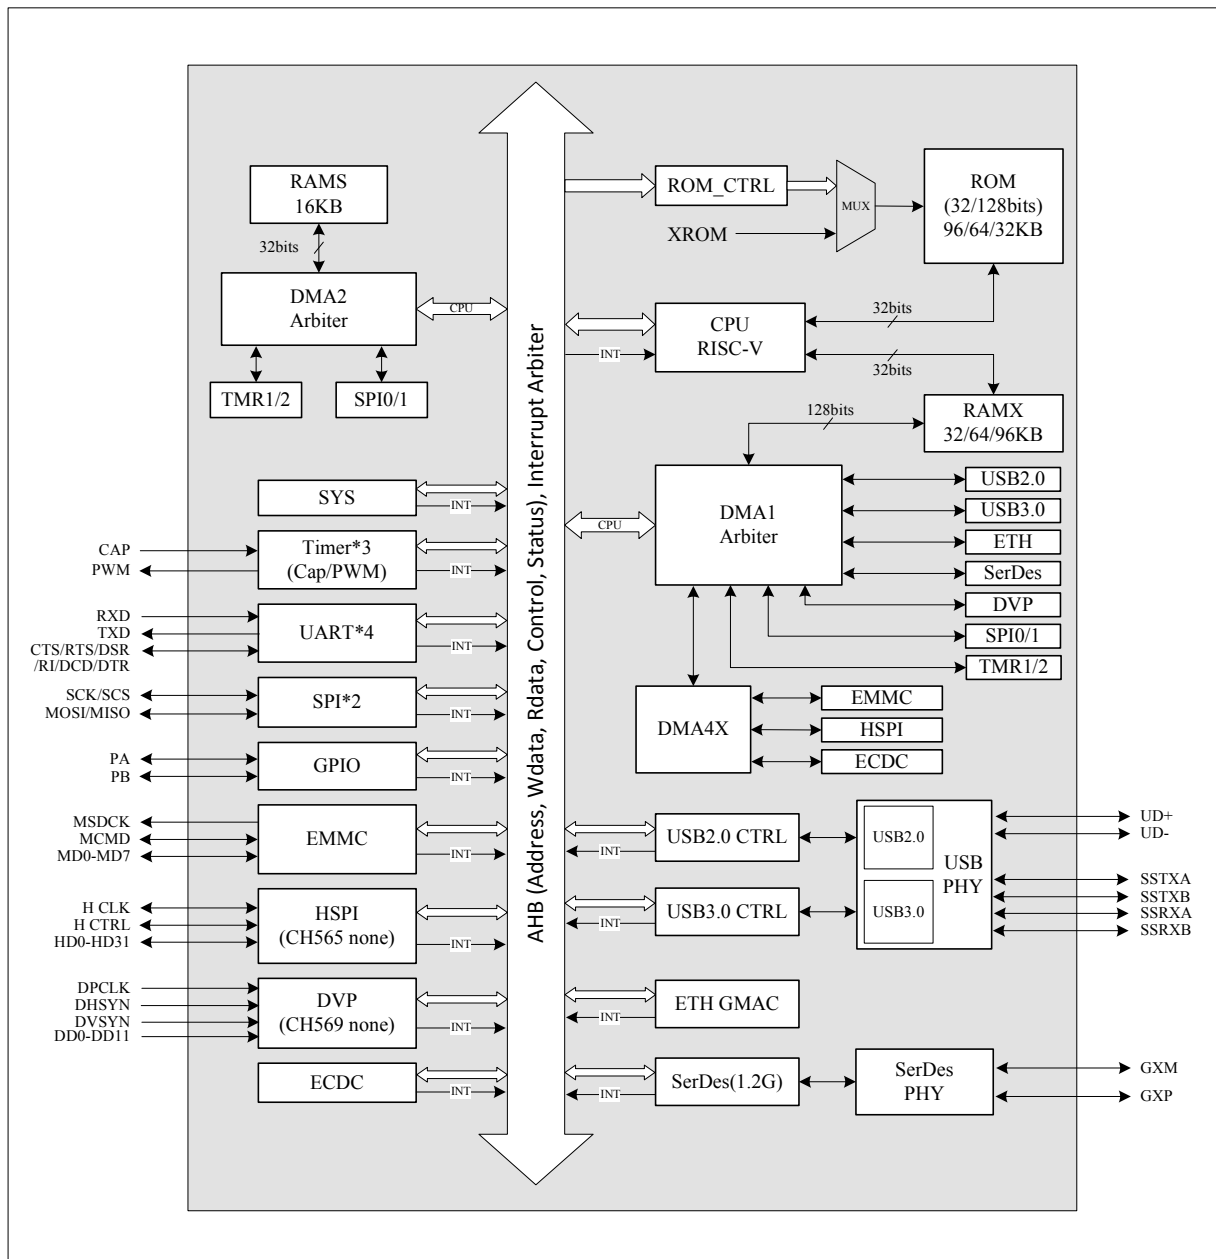 RAMS
16KB
32bits
DMA2
Arbiter
CPU
TMR1/2
SPI0/1
SYS
INT
CAP
PWM
Timer*3
(Cap/PWM)
INT
RXD
TXD
CTS/RTS/DSR
/RI/DCD/DTR
UART*4
INT
SCK/SCS
MOSI/MISO
SPI*2
INT
PA
PB
GPIO
INT
MSDCK
MCMD
MD0-MD7
EMMC
INT
H CLK
H CTRL
HD0-HD31
HSPI
(CH565 none)
INT
DPCLK
DHSYN
DVSYN
DD0-DD11
DVP
(CH569 none)
INT
ECDC
INT
AHB (Address, Wdata, Rdata, Control, Status), Interrupt Arbiter
ROM_CTRL
XROM
MUX
ROM
(32/128bits)
96/64/32KB
32bits
CPU
RISC-V
INT
32bits
RAMX
32/64/96KB
128bits
DMA1
Arbiter
CPU
USB2.0
USB3.0
ETH
SerDes
DVP
SPI0/1
TMR1/2
DMA4X
EMMC
HSPI
ECDC
USB2.0 CTRL
INT
USB3.0 CTRL
INT
USB2.0
USB3.0
USB
PHY
UD+
UD-
SSTXA
SSTXB
SSRXA
SSRXB
ETH GMAC
INT
SerDes(1.2G)
INT
SerDes
PHY
GXM
GXP